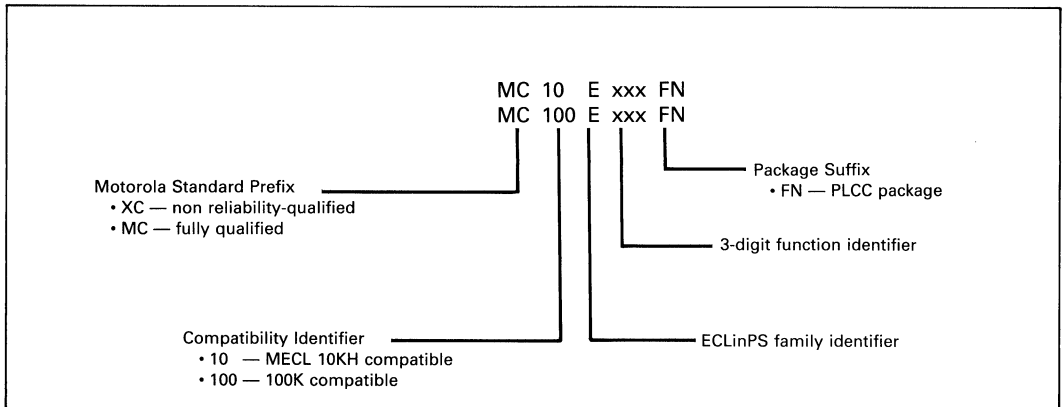 MC 10 E xxx FN
MC 100 E xxx FN
Motorola Standard Prefix
• XC — non reliability-qualified
• MC — fully qualified
Package Suffix
• FN — PLCC package
3-digit function identifier
Compatibility Identifier
• 10 — MECL 10KH compatible
• 100 — 100K compatible
ECLinPS family identifier